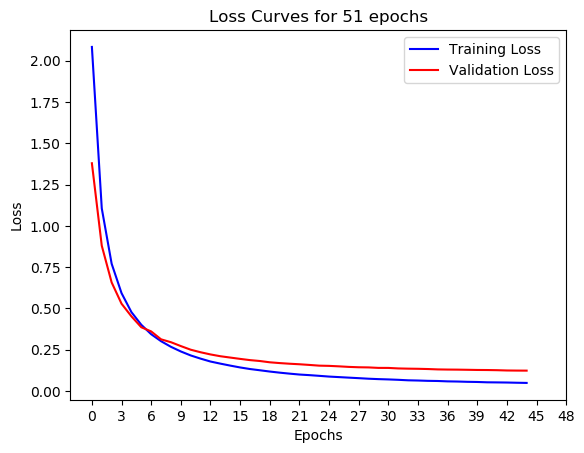 Loss Curves for 51 epochs
Training Loss
Validation Loss
2.00
1.75
1.50
1.25
1.00
0.75
0.50
0.25
0.00
Loss
0 3 6 9 12 15 18 21 24 27 30 33 36 39 42 45 48
Epochs